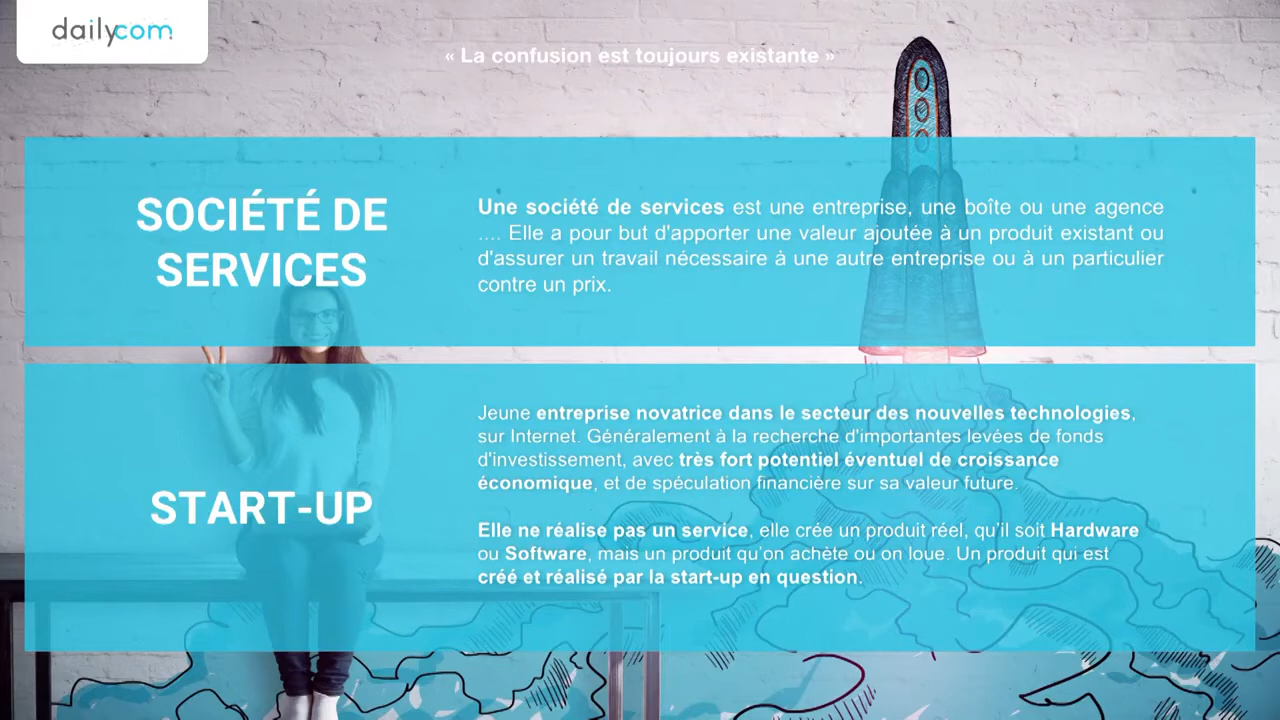 dailycom
« La confusion est toujours existante »
SOCIÉTÉ DE
SERVICES
Une société de services est une entreprise, une boîte ou une agence
.... Elle a pour but d'apporter une valeur ajoutée à un produit existant ou
d'assurer un travail nécessaire à une autre entreprise ou à un particulier
contre un prix.
START-UP
Jeune entreprise novatrice dans le secteur des nouvelles technologies,
sur Internet. Généralement à la recherche d'importantes levées de fonds
d'investissement, avec très fort potentiel éventuel de croissance
économique, et de spéculation financière sur sa valeur future.
Elle ne réalise pas un service, elle crée un produit réel, qu'il soit Hardware
ou Software, mais un produit qu'on achète ou on loue. Un produit qui est
créé et réalisé par la start-up en question.